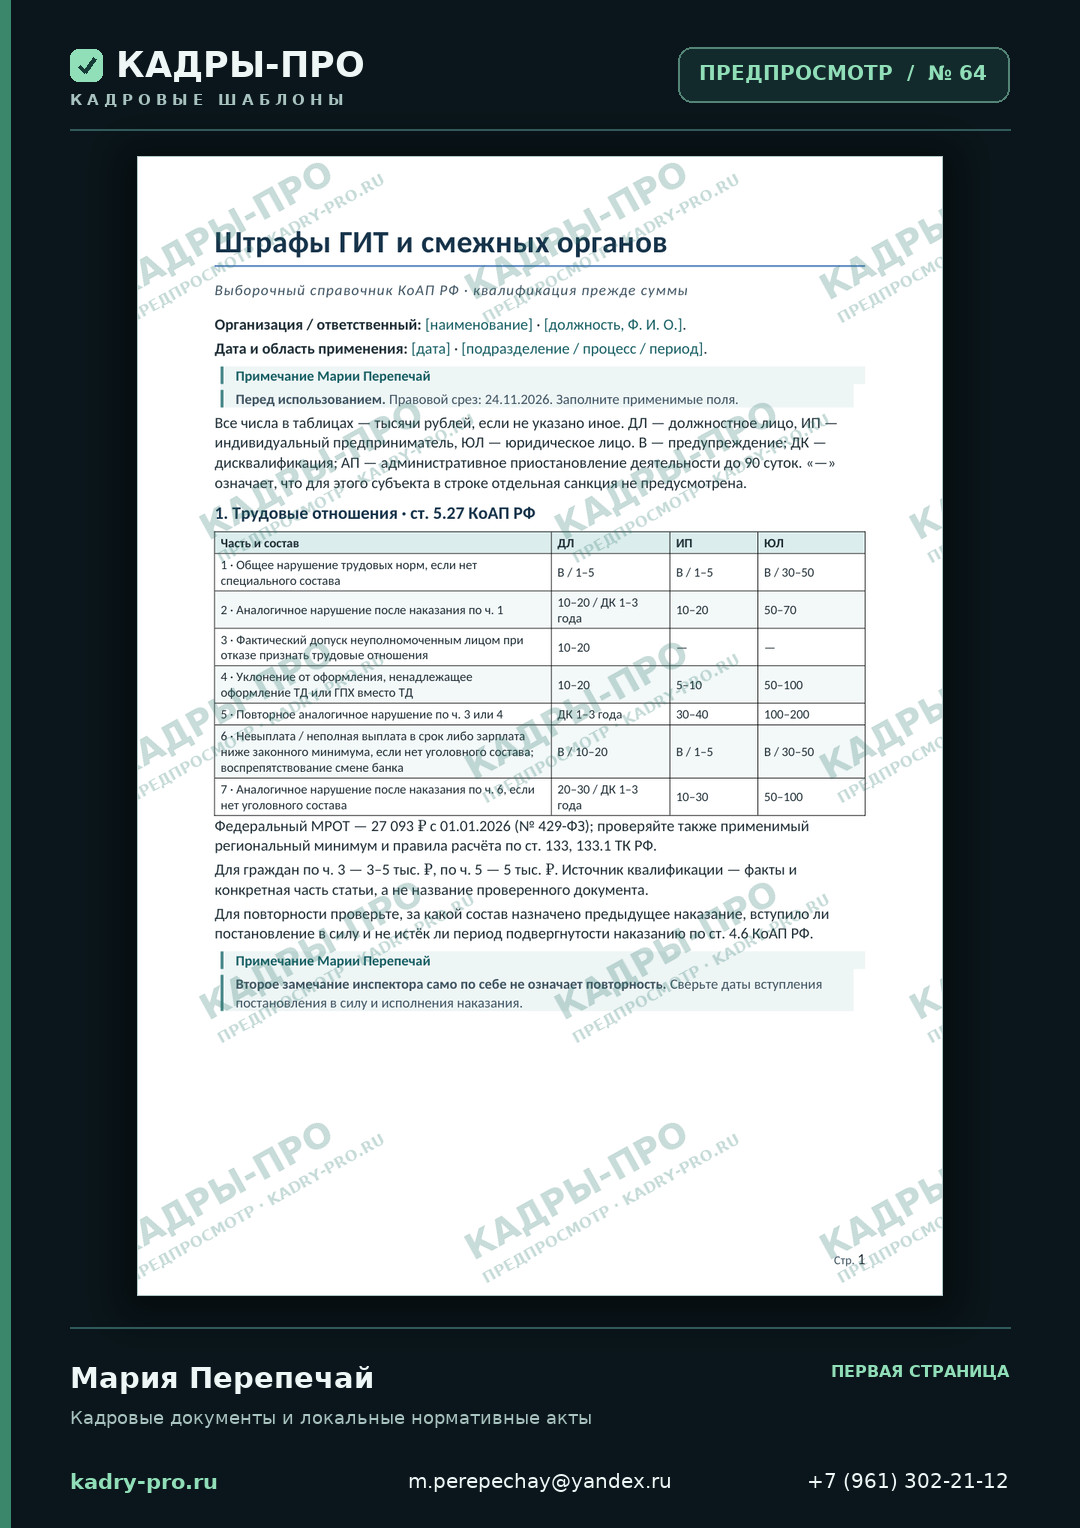 КАДРЫ-ПРО
КАДРОВЫЕ ШАБЛОНЫ
ПРЕДПРОСМОТР / № 64
Штрафы ГИТ и смежных органов
Выборочный справочник КоАП РФ · квалификация прежде суммы
Организация / ответственный: [наименование] · [должность, Ф. И. О.].
Дата и область применения: [дата] · [подразделение / процесс / период].
Примечание Марии Перепечай
Перед использованием. Правовой срез: 24.11.2026. Заполните применимые поля.
Все числа в таблицах — тысячи рублей, если не указано иное. ДЛ — должностное лицо, ИП —
индивидуальный предприниматель, ЮЛ — юридическое лицо. В — предупреждение; ДК —
дисквалификация; АП — административное приостановление деятельности до 90 суток. «—»
означает, что для этого субъекта в строке отдельная санкция не предусмотрена.
1. Трудовые отношения · ст. 5.27 КоАП РФ
Часть и состав ДЛ ИП ЮЛ
1 · Общее нарушение трудовых норм, если нет
специального состава
В / 1–5 В / 1–5 В / 30–50
2 · Аналогичное нарушение после наказания по ч. 1
10–20 / ДК 1–3
года
10–20 50–70
3 · Фактический допуск неуполномоченным лицом при
отказе признать трудовые отношения
10–20 — —
4 · Уклонение от оформления, ненадлежащее
оформление ТД или ГПХ вместо ТД
10–20 5–10 50–100
5 · Повторное аналогичное нарушение по ч. 3 или 4 ДК 1–3 года 30–40 100–200
6 · Невыплата / неполная выплата в срок либо зарплата
ниже законного минимума, если нет уголовного состава;
воспрепятствование смене банка
В / 10–20 В / 1–5 В / 30–50
7 · Аналогичное нарушение после наказания по ч. 6, если
нет уголовного состава
20–30 / ДК 1–3
года
10–30 50–100
Федеральный МРОТ — 27 093 ₽ с 01.01.2026 (№ 429-ФЗ); проверяйте также применимый
региональный минимум и правила расчёта по ст. 133, 133.1 ТК РФ.
Для граждан по ч. 3 — 3–5 тыс. ₽, по ч. 5 — 5 тыс. ₽. Источник квалификации — факты и
конкретная часть статьи, а не название проверенного документа.
Для повторности проверьте, за какой состав назначено предыдущее наказание, вступило ли
постановление в силу и не истёк ли период подвергнутости наказанию по ст. 4.6 КоАП РФ.
Примечание Марии Перепечай
Второе замечание инспектора само по себе не означает повторность. Сверьте даты вступления
постановления в силу и исполнения наказания.
КАДРЫ-ПРО
ПРЕДПРОСМОТР · KADRY-PRO.RU
Стр. 1
Мария Перепечай
ПЕРВАЯ СТРАНИЦА
Кадровые документы и локальные нормативные акты
kadry-pro.ru
m.perepechay@yandex.ru
+7 (961) 302-21-12